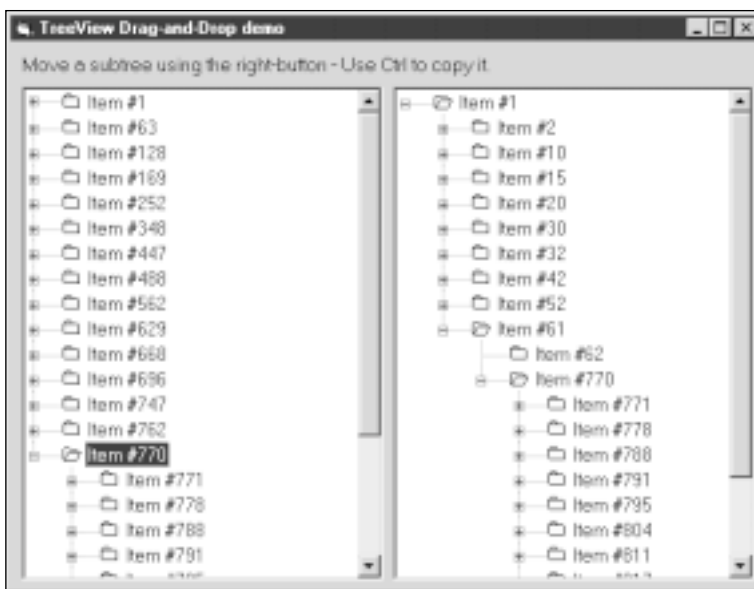 TreeView Drag-and-Drop demo
Move a subtree using the right-button - Use Ctrl to copy it.
Item #1
Item #63
Item #128
Item #169
Item #252
Item #348
Item #447
Item #488
Item #562
Item #629
Item #668
Item #696
Item #747
Item #762
Item #770
Item #771
Item #778
Item #788
Item #791
Item #1
Item #2
Item #10
Item #15
Item #20
Item #30
Item #32
Item #42
Item #52
Item #61
Item #62
Item #770
Item #771
Item #778
Item #788
Item #791
Item #795
Item #804
Item #811